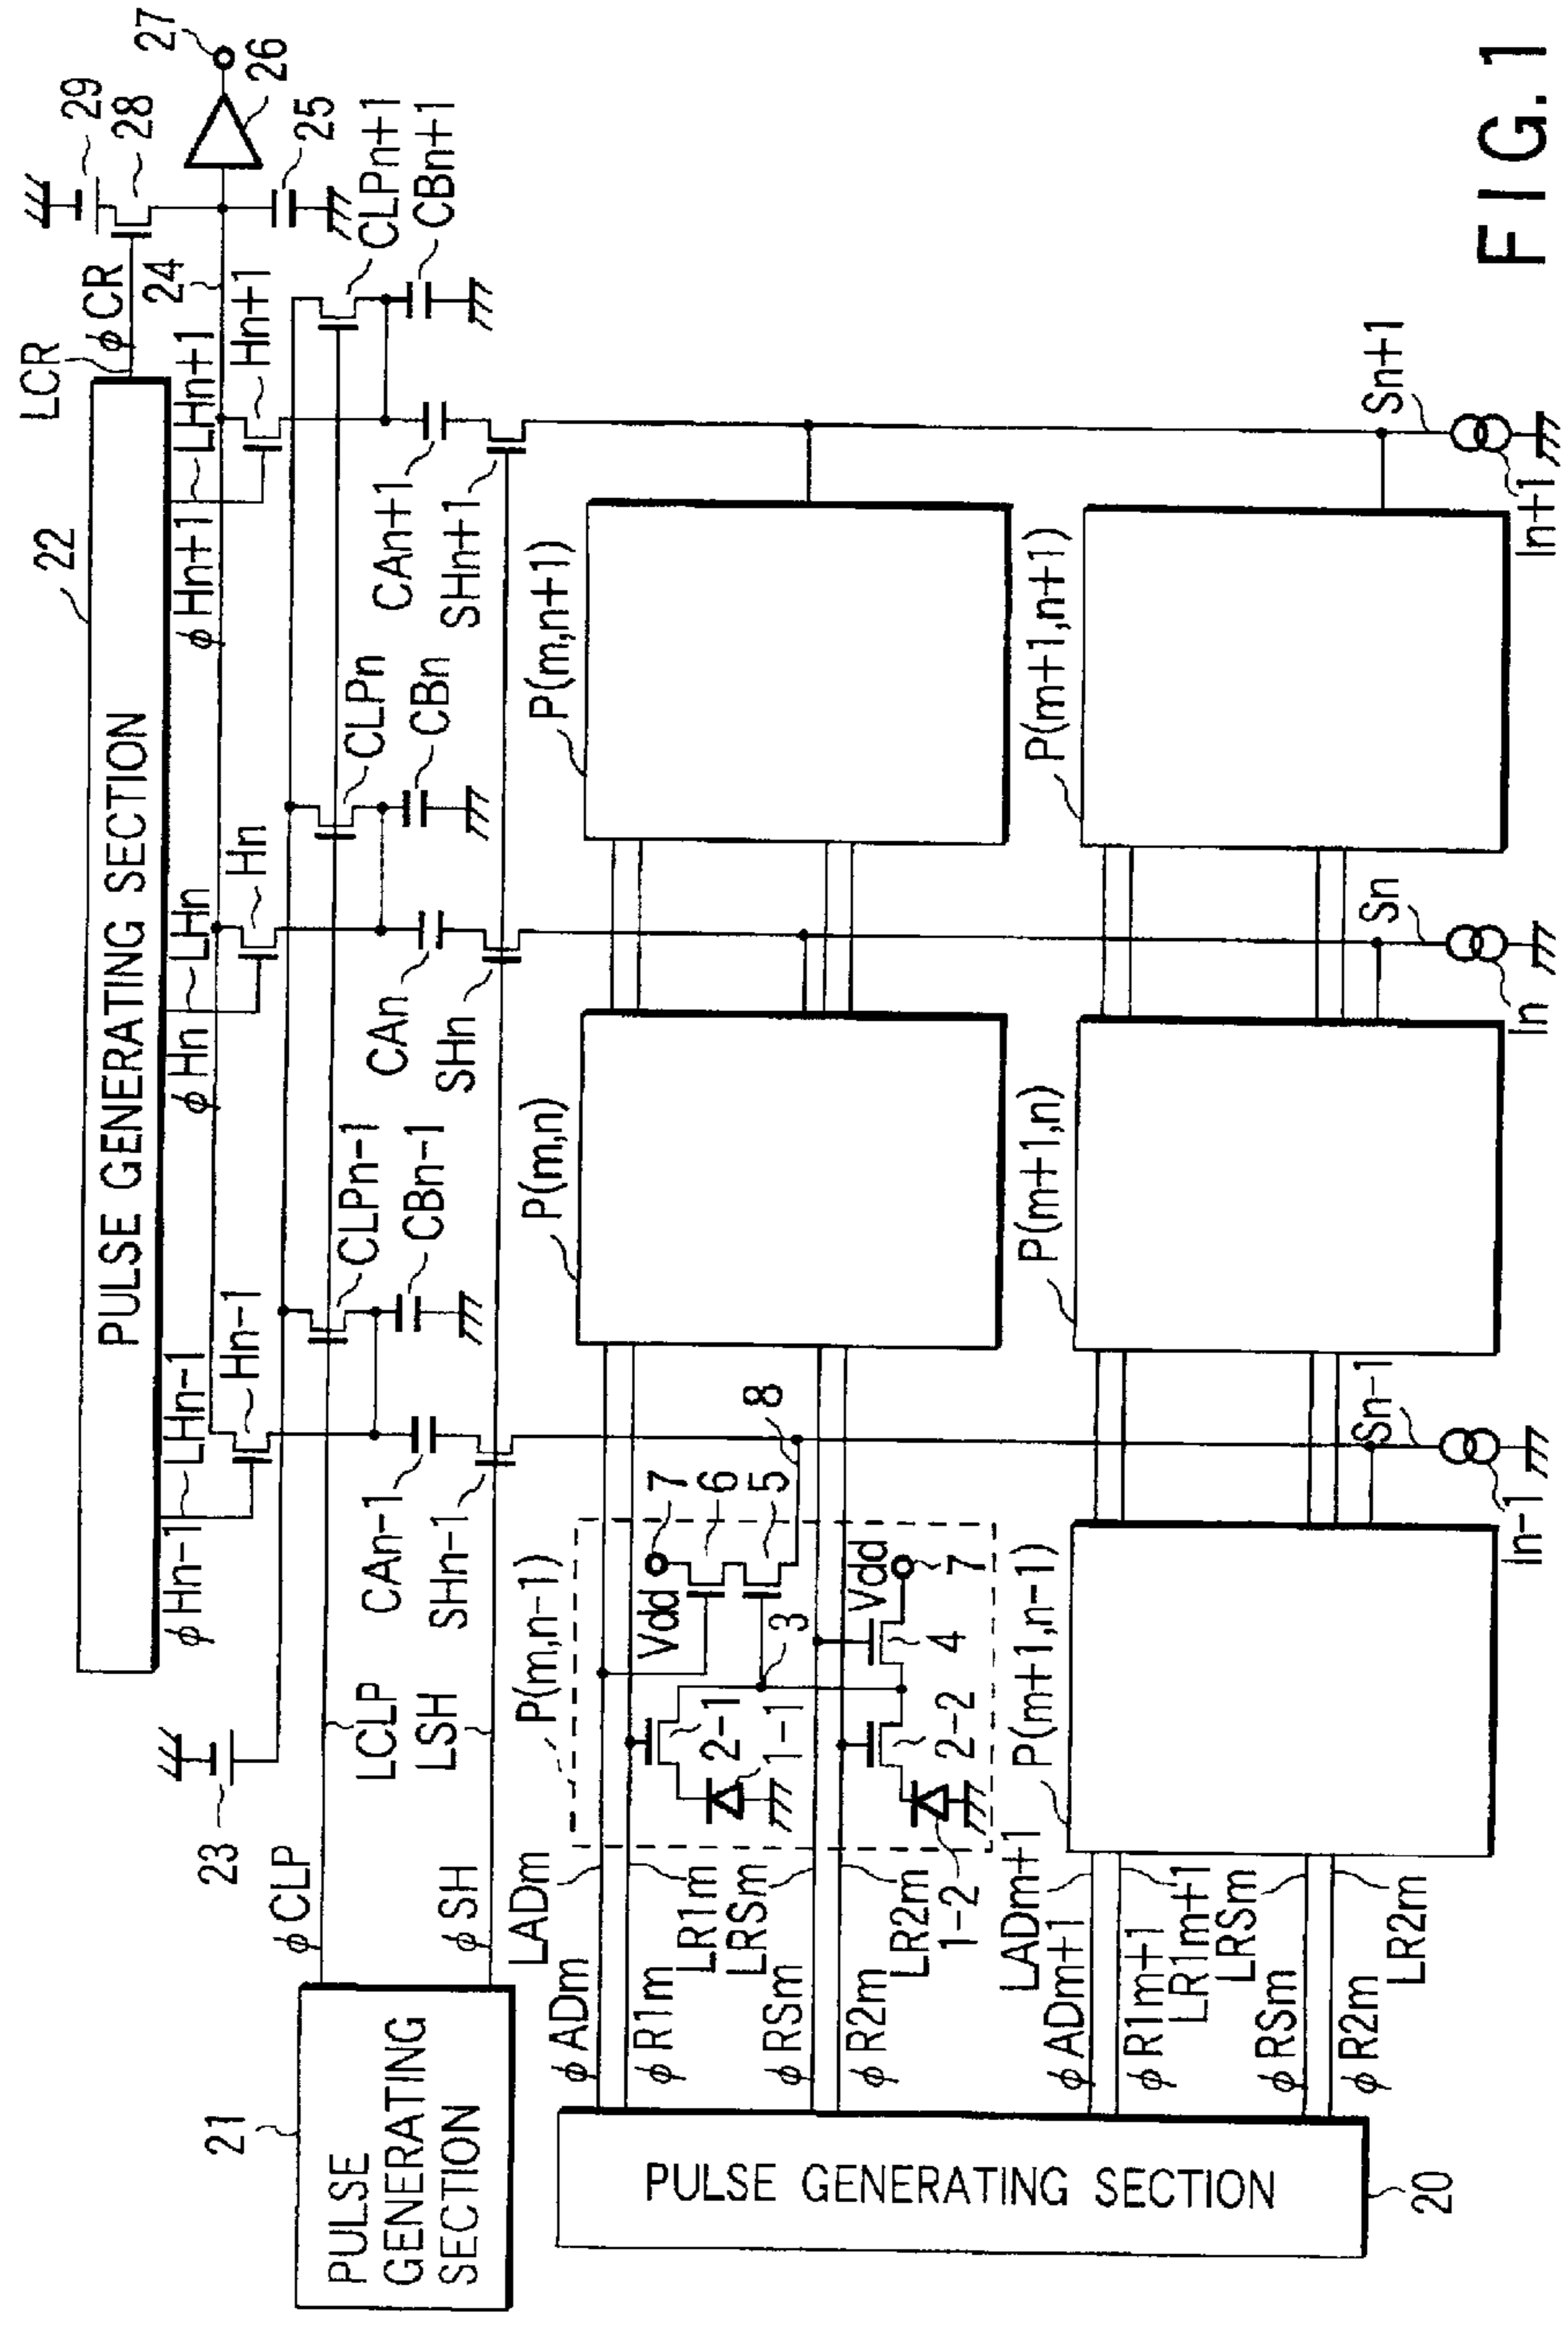 22
PULSE GENERATING SECTION
LCR
φCR
29
28
27
26
25
24
φHn-1
LHn-1
Hn-1
φHn
LHn
Hn
φHn+1
LHn+1
Hn+1
23
CLPn-1
CBn-1
CLPn
CBn
CLPn+1
CBn+1
21
PULSE
GENERATING
SECTION
φCLP
LCLP
φSH
LSH
CAn-1
SHn-1
CAn
SHn
CAn+1
SHn+1
P(m,n-1)
P(m,n)
P(m,n+1)
φADm
LADm
φR1m
LR1m
φRSm
LRSm
φR2m
LR2m
Vdd
7
6
5
8
3
2-1
1-1
Vdd
7
4
2-2
1-2
P(m+1,n-1)
P(m+1,n)
P(m+1,n+1)
φADm+1
LADm+1
φR1m+1
LR1m+1
φRSm
LRSm
φR2m
LR2m
Sn-1
In-1
Sn
In
Sn+1
In+1
PULSE GENERATING SECTION
20
FIG. 1